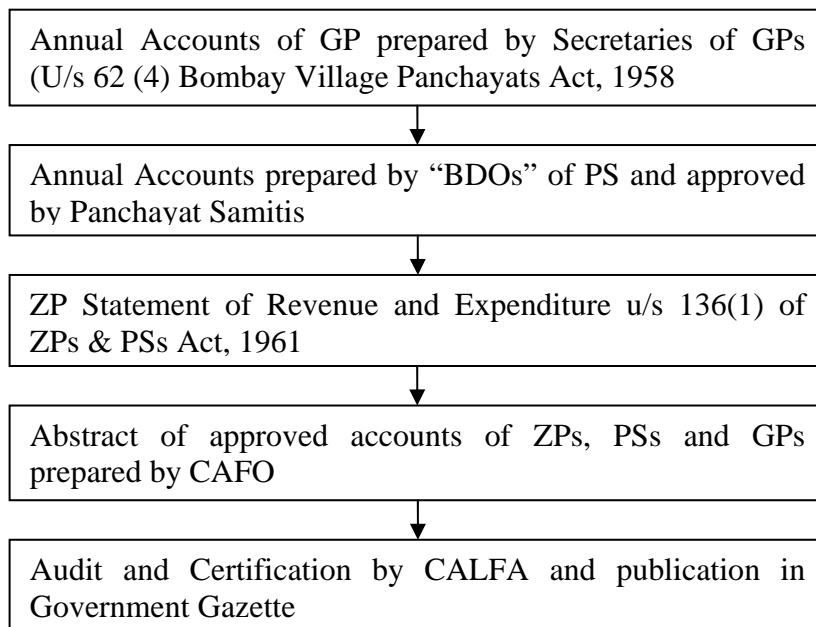 Annual Accounts of GP prepared by Secretaries of GPs
(U/s 62 (4) Bombay Village Panchayats Act, 1958
Annual Accounts prepared by “BDOs” of PS and approved
by Panchayat Samitis
ZP Statement of Revenue and Expenditure u/s 136(1) of
ZPs & PSs Act, 1961
Abstract of approved accounts of ZPs, PSs and GPs
prepared by CAFO
Audit and Certification by CALFA and publication in
Government Gazette